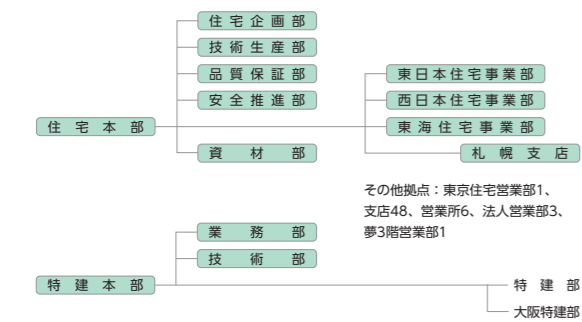 住宅企画部
技術生産部
品質保証部
東日本住宅事業部
安全推進部
西日本住宅事業部
住宅本部
東海住宅事業部
資材部
札幌支店
その他拠点：東京住宅営業部1、
支店48、営業所6、法人営業部3、
夢3階営業部1
業務部
技術部
特建本部
特建部
大阪特建部